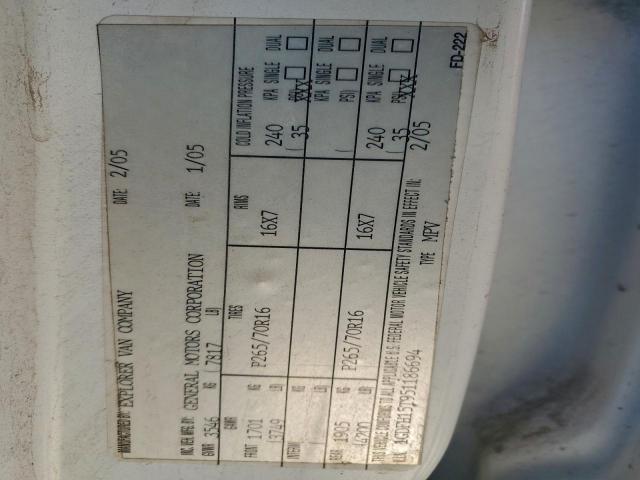 MANUFACTURED BY: EXPLORER VAN COMPANY DATE: 2/05
INC. VEH. MFD. BY: GENERAL MOTORS CORPORATION DATE: 1/05
GVWR 3546 KG (7817 LB)
GAWR TIRES RIMS COLD INFLATION PRESSURE
FRONT 1701 KG P265/70R16 16X7 240 KPA SINGLE DUAL
(3749 LB) (35 PSI) XXX
INTERM KG KPA SINGLE DUAL
( LB) ( PSI)
REAR 1905 KG P265/70R16 16X7 240 KPA SINGLE DUAL
(4200 LB) (35 PSI) XXX
THIS VEHICLE CONFORMS TO ALL APPLICABLE U.S. FEDERAL MOTOR VEHICLE SAFETY STANDARDS IN EFFECT IN: 2/05
TYPE MPV
FD-222